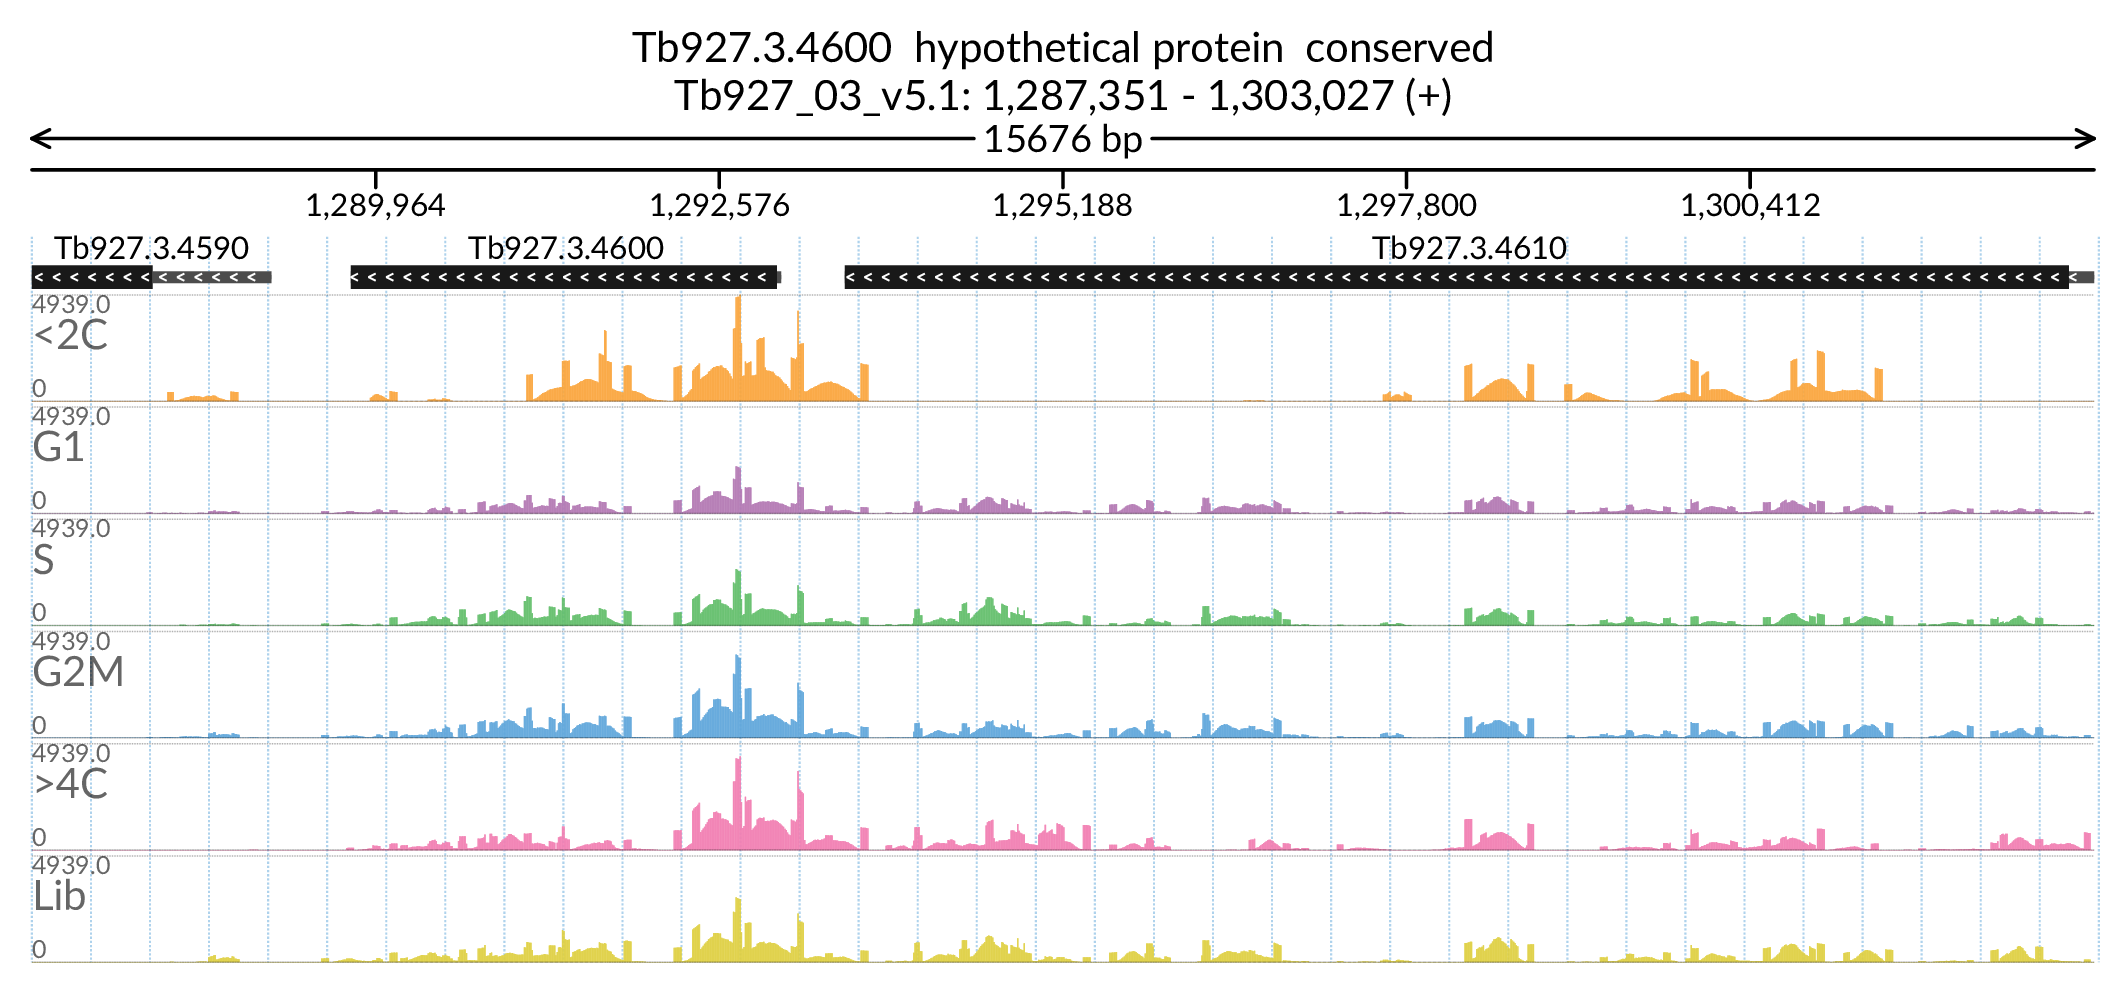 Tb927.3.4600  hypothetical protein  conserved
Tb927_03_v5.1: 1,287,351 - 1,303,027 (+)
15676 bp
1,289,964 1,292,576 1,295,188 1,297,800 1,300,412
Tb927.3.4590 Tb927.3.4600 Tb927.3.4610
4939.0
<2C
0
4939.0
G1
0
4939.0
S
0
4939.0
G2M
0
4939.0
>4C
0
4939.0
Lib
0